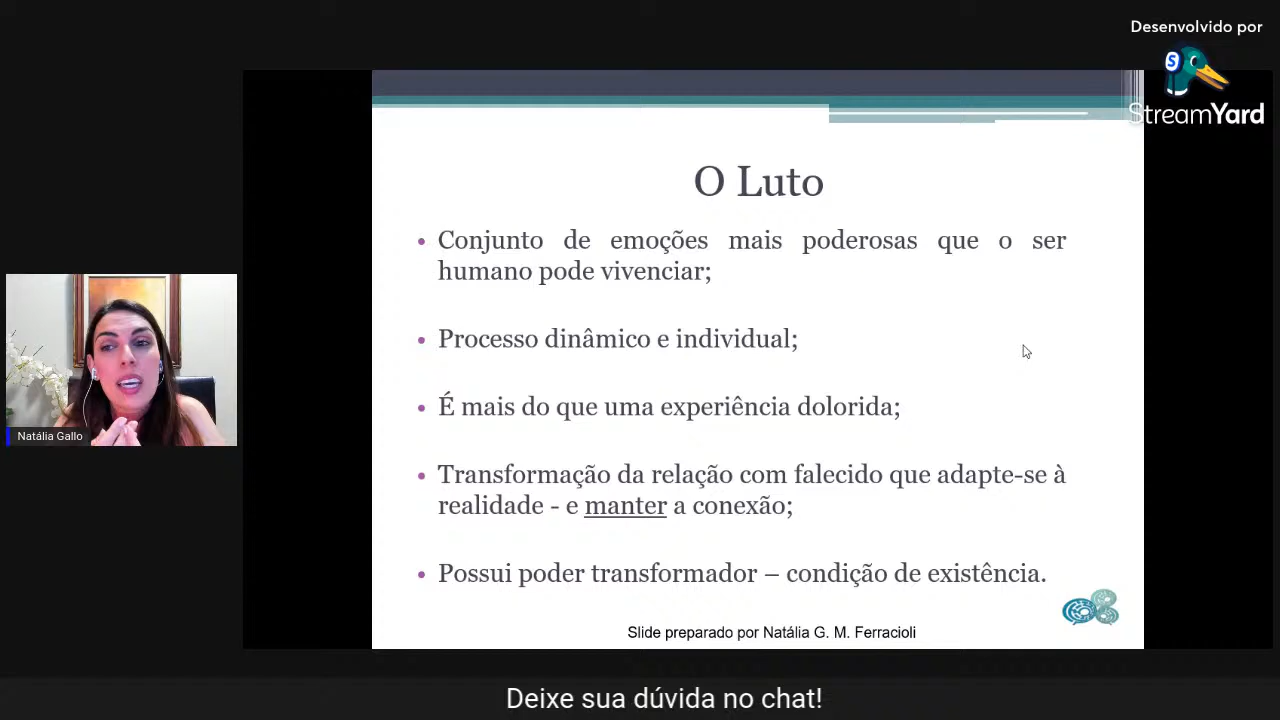 Desenvolvido por
StreamYard
O Luto
• Conjunto de emoções mais poderosas que o ser
humano pode vivenciar;
• Processo dinâmico e individual;
• É mais do que uma experiência dolorida;
• Transformação da relação com falecido que adapte-se à
realidade - e manter a conexão;
• Possui poder transformador – condição de existência.
Slide preparado por Natália G. M. Ferracioli
Natália Gallo
Deixe sua dúvida no chat!